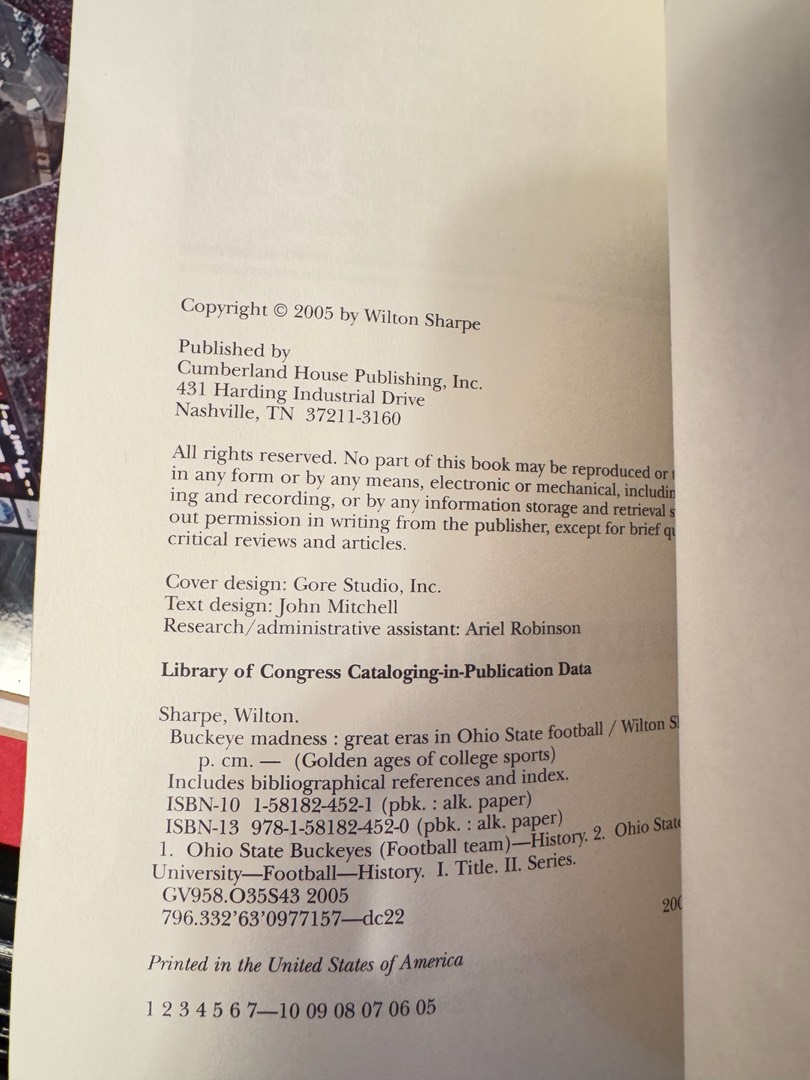 Copyright © 2005 by Wilton Sharpe
Published by
Cumberland House Publishing, Inc.
431 Harding Industrial Drive
Nashville, TN 37211-3160
All rights reserved. No part of this book may be reproduced or
in any form or by any means, electronic or mechanical, includin
ing and recording, or by any information storage and retrieval s
out permission in writing from the publisher, except for brief qu
critical reviews and articles.
Cover design: Gore Studio, Inc.
Text design: John Mitchell
Research/administrative assistant: Ariel Robinson
Library of Congress Cataloging-in-Publication Data
Sharpe, Wilton.
Buckeye madness : great eras in Ohio State football / Wilton S
p. cm. — (Golden ages of college sports)
Includes bibliographical references and index.
ISBN-10 1-58182-452-1 (pbk. : alk. paper)
ISBN-13 978-1-58182-452-0 (pbk. : alk. paper)
1. Ohio State Buckeyes (Football team)—History. 2. Ohio State
University—Football—History. I. Title. II. Series.
GV958.O35S43 2005
796.332’63’0977157—dc22
200
Printed in the United States of America
1 2 3 4 5 6 7—10 09 08 07 06 05